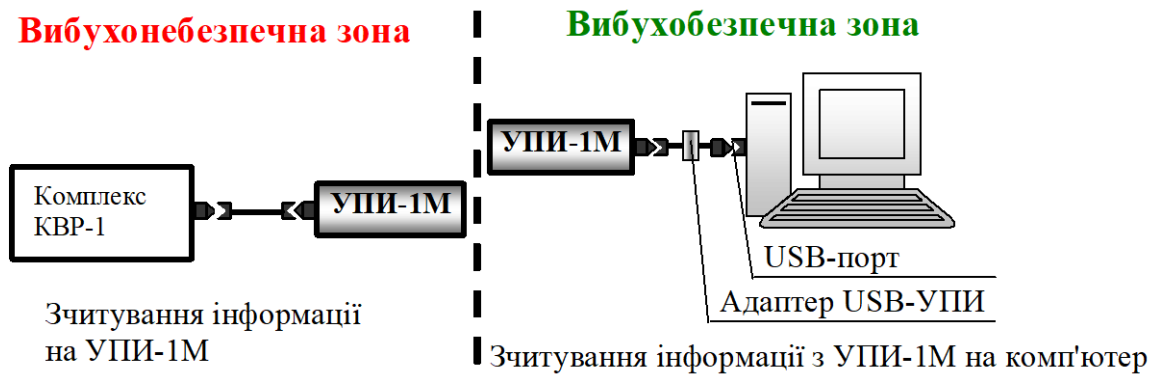 Вибухонебезпечна зона
Комплекс
КВР-1
УПИ-1М
Зчитування інформації
на УПИ-1М
Вибухобезпечна зона
УПИ-1М
USB-порт
Адаптер USB-УПИ
Зчитування інформації з УПИ-1М на комп'ютер